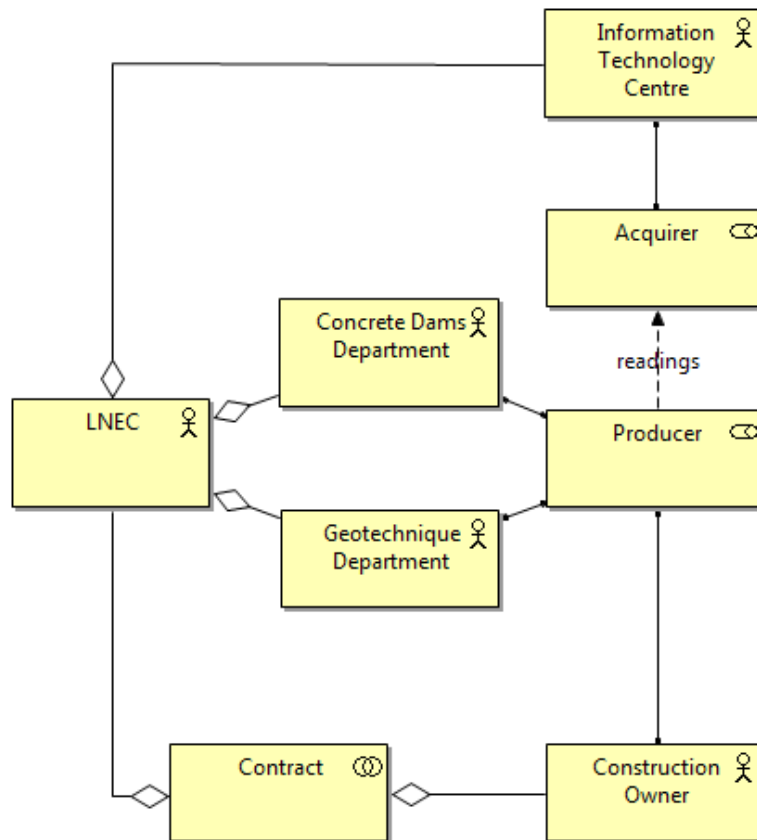 Information
Technology
Centre
Acquirer
Concrete Dams
Department
readings
LNEC
Producer
Geotechnique
Department
Contract
Construction
Owner